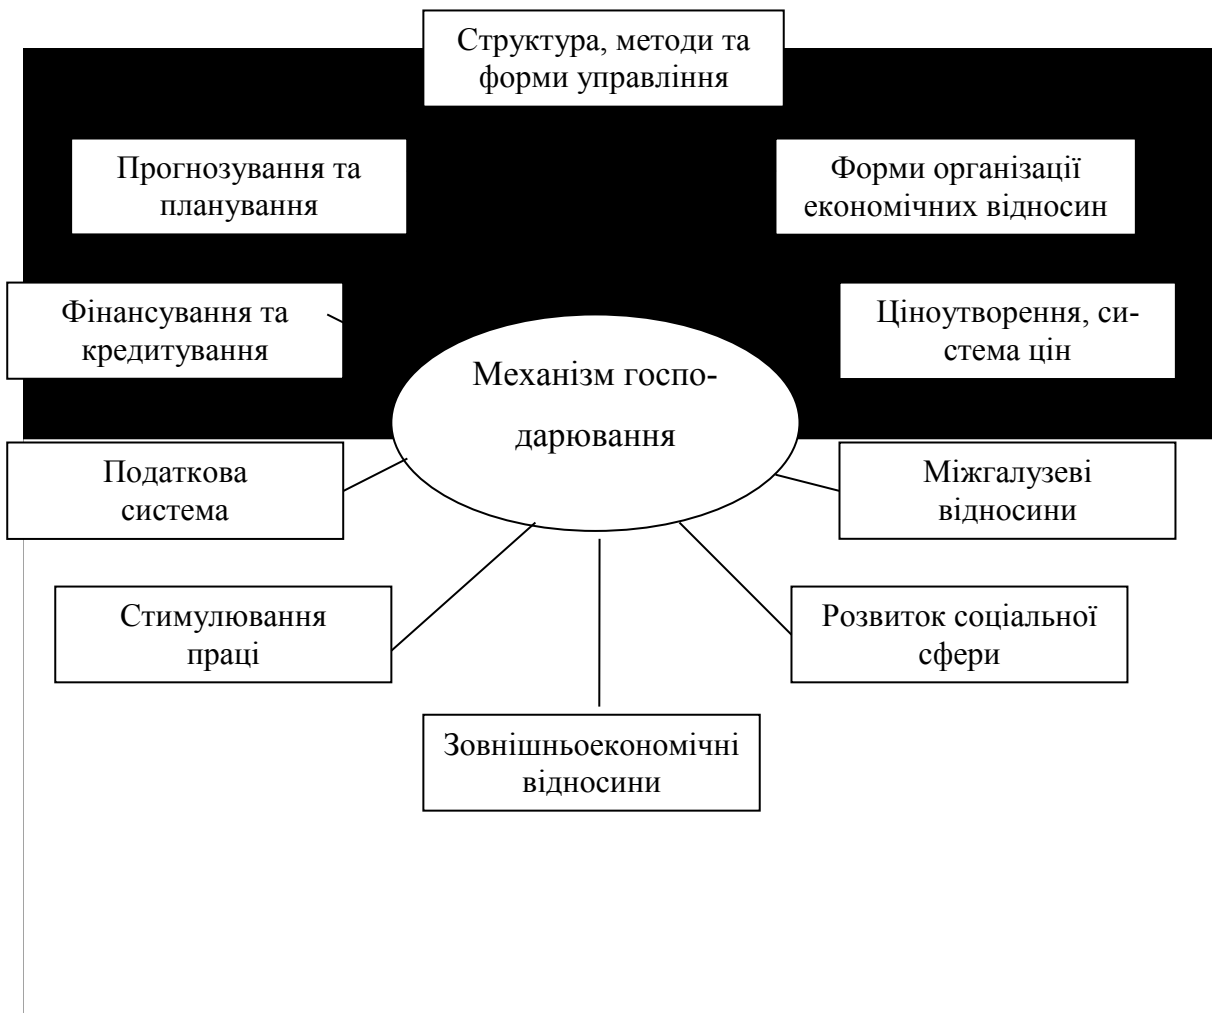 Структура, методи та
форми управління
Прогнозування та
планування
Форми організації
економічних відносин
Фінансування та
кредитування
Ціноутворення, си-
стема цін
Механізм госпо-
дарювання
Податкова
система
Міжгалузеві
відносини
Стимулювання
праці
Розвиток соціальної
сфери
Зовнішньоекономічні
відносини